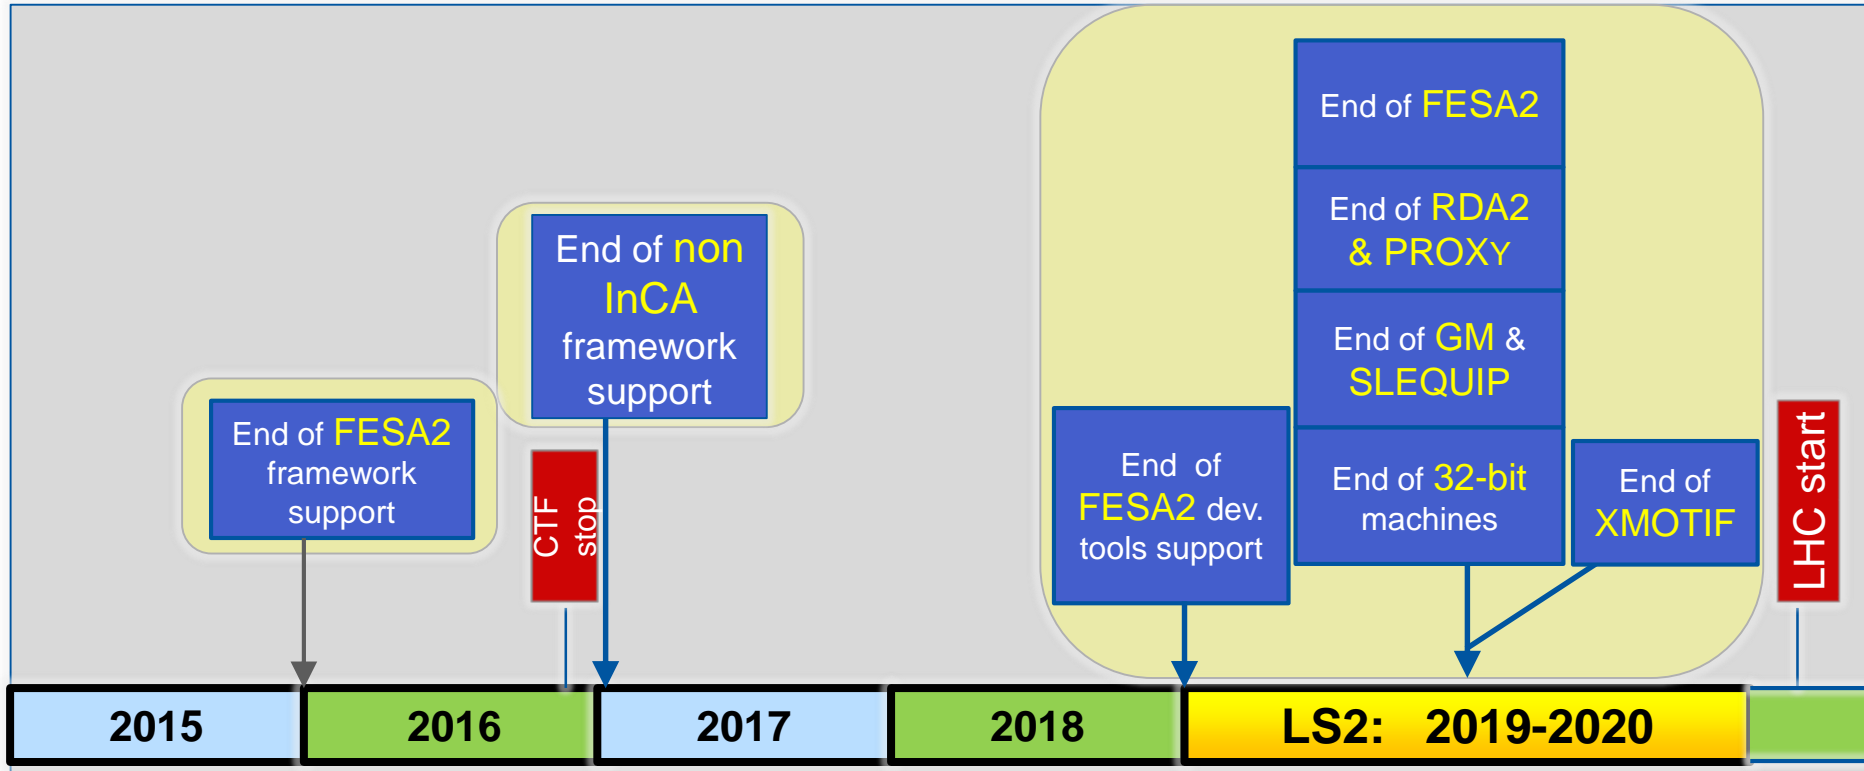 End of FESA2
framework
support
End of non
InCA
framework
support
CTF
stop
End of
FESA2 dev.
tools support
End of FESA2
End of RDA2
& PROXY
End of GM &
SLEQUIP
End of 32-bit
machines
End of
XMOTIF
LHC start
2015
2016
2017
2018
LS2: 2019-2020